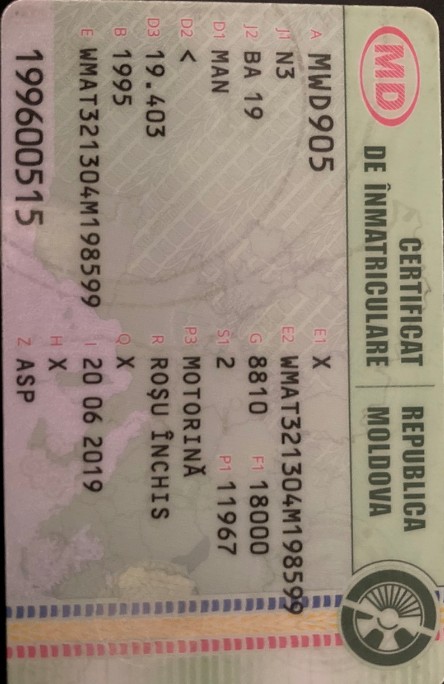 MD
CERTIFICAT DE ÎNMATRICULARE
REPUBLICA MOLDOVA
A MWD905
E1 X
J1 N3
E2 WMAT321304M198599
J2 BA 19
G 8810 F1 18000
D1 MAN
S1 2 P1 11967
D2 <
P3 MOTORINĂ
D3 19.403
R ROŞU ÎNCHIS
B 1995
Q X
E WMAT321304M198599
I 20 06 2019
H X
199600515
Z ASP